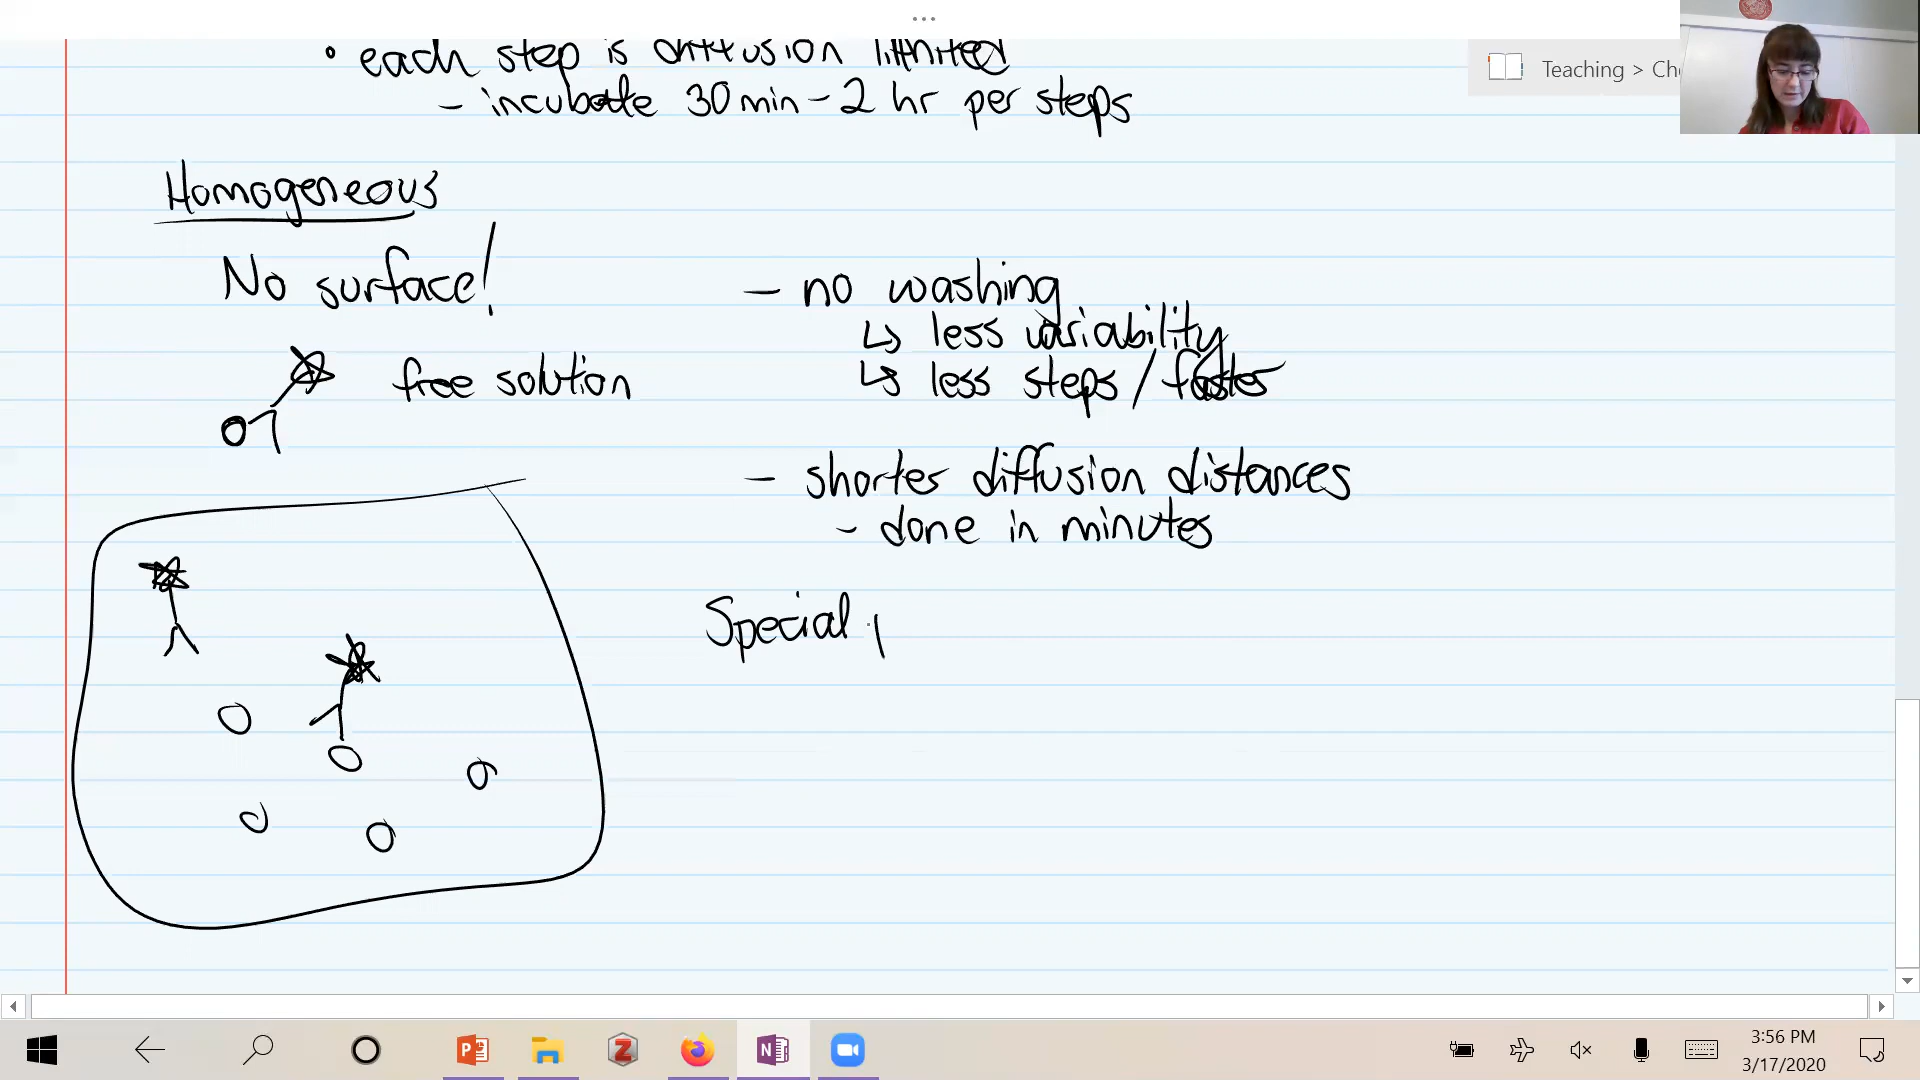 • each step is diffusion limited
- incubate 30 min - 2 hr per steps
Teaching > Che
Homogeneous
No surface!
free solution
- no washing
↳ less variability
↳ less steps / faster
- shorter diffusion distances
- done in minutes
Special
3:56 PM
3/17/2020